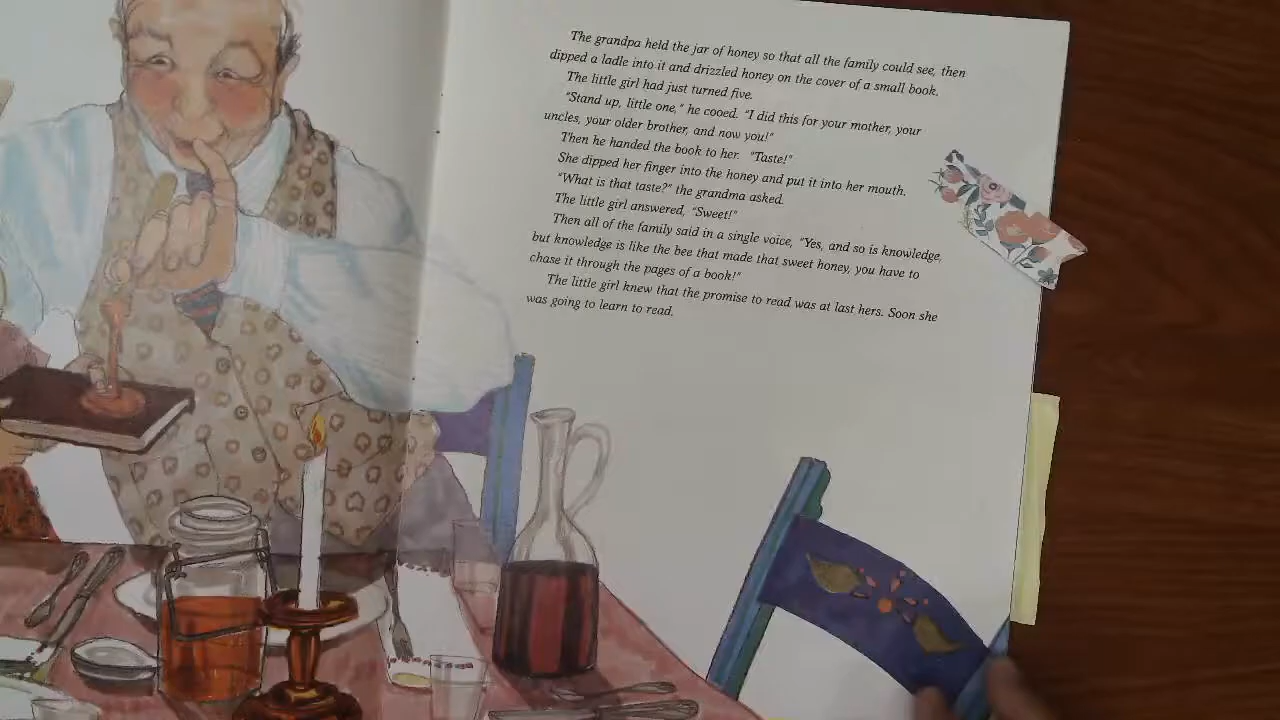 The grandpa held the jar of honey so that all the family could see, then
dipped a ladle into it and drizzled honey on the cover of a small book.
The little girl had just turned five.
"Stand up, little one," he cooed. "I did this for your mother, your
uncles, your older brother, and now you!"
Then he handed the book to her. "Taste!"
She dipped her finger into the honey and put it into her mouth.
"What is that taste?" the grandma asked.
The little girl answered, "Sweet!"
Then all of the family said in a single voice, "Yes, and so is knowledge,
but knowledge is like the bee that made that sweet honey, you have to
chase it through the pages of a book!"
The little girl knew that the promise to read was at last hers. Soon she
was going to learn to read.